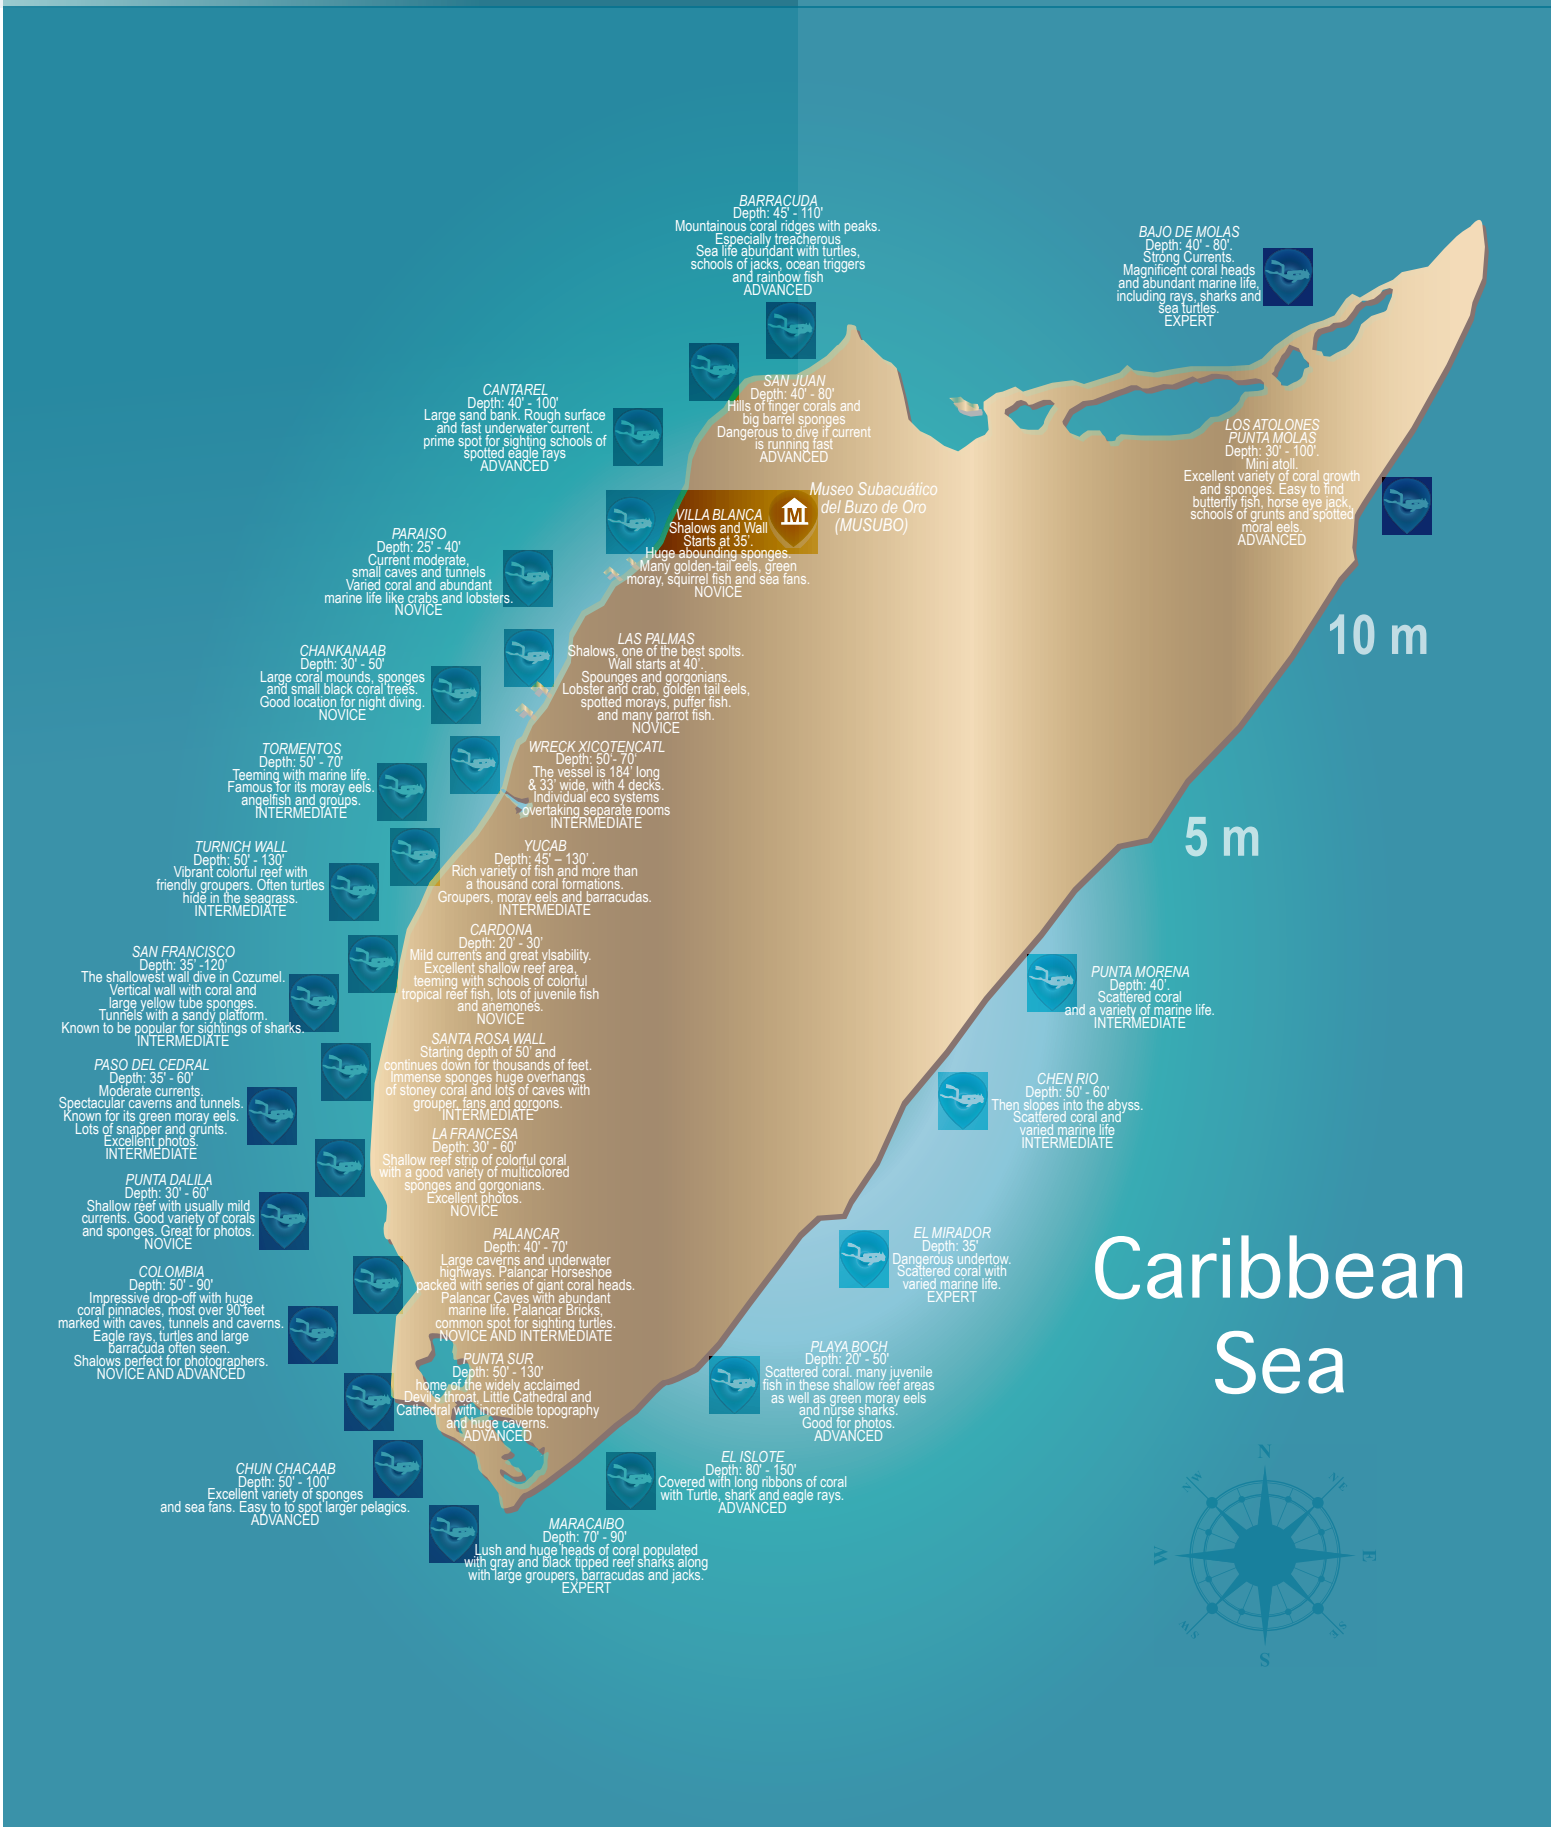 BARRACUDA
Depth: 45' - 110'
Mountainous coral ridges with peaks.
Especially treacherous
Sea life abundant with turtles,
schools of jacks, ocean triggers
and rainbow fish
ADVANCED
BAJO DE MOLAS
Depth: 40' - 80'.
Strong Currents.
Magnificent coral heads
and abundant marine life,
including rays, sharks and
sea turtles.
EXPERT
CANTAREL
Depth: 40' - 100'
Large sand bank. Rough surface
and fast underwater current.
prime spot for sighting schools of
spotted eagle rays
ADVANCED
SAN JUAN
Depth: 40' - 80'
Hills of finger corals and
big barrel sponges
Dangerous to dive if current
is running fast
ADVANCED
LOS ATOLONES
PUNTA MOLAS
Depth: 30' - 100'.
Mini atoll.
Excellent variety of coral growth
and sponges. Easy to find
butterfly fish, horse eye jack,
schools of grunts and spotted
moral eels.
ADVANCED
M
Museo Subacuático
del Buzo de Oro
(MUSUBO)
VILLA BLANCA
Shalows and Wall
Starts at 35'.
Huge abounding sponges.
Many golden-tail eels, green
moray, squirrel fish and sea fans.
NOVICE
PARAISO
Depth: 25' - 40'
Current moderate,
small caves and tunnels
Varied coral and abundant
marine life like crabs and lobsters.
NOVICE
10 m
LAS PALMAS
Shalows, one of the best spolts.
Wall starts at 40'.
Spounges and gorgonians.
Lobster and crab, golden tail eels,
spotted morays, puffer fish.
and many parrot fish.
NOVICE
CHANKANAAB
Depth: 30' - 50'
Large coral mounds, sponges
and small black coral trees.
Good location for night diving.
NOVICE
TORMENTOS
Depth: 50' - 70'
Teeming with marine life.
Famous for its moray eels.
angelfish and groups.
INTERMEDIATE
WRECK XICOTENCATL
Depth: 50'- 70'
The vessel is 184' long
& 33' wide, with 4 decks.
Individual eco systems
overtaking separate rooms
INTERMEDIATE
5 m
TURNICH WALL
Depth: 50' - 130'
Vibrant colorful reef with
friendly groupers. Often turtles
hide in the seagrass.
INTERMEDIATE
YUCAB
Depth: 45' – 130' .
Rich variety of fish and more than
a thousand coral formations.
Groupers, moray eels and barracudas.
INTERMEDIATE
CARDONA
Depth: 20' - 30'
Mild currents and great vIsability.
Excellent shallow reef area,
teeming with schools of colorful
tropical reef fish, lots of juvenile fish
and anemones.
NOVICE
SAN FRANCISCO
Depth: 35' -120'
The shallowest wall dive in Cozumel.
Vertical wall with coral and
large yellow tube sponges.
Tunnels with a sandy platform.
Known to be popular for sightings of sharks.
INTERMEDIATE
PUNTA MORENA
Depth: 40'.
Scattered coral
and a variety of marine life.
INTERMEDIATE
SANTA ROSA WALL
Starting depth of 50' and
continues down for thousands of feet.
Immense sponges huge overhangs
of stoney coral and lots of caves with
grouper, fans and gorgons.
INTERMEDIATE
PASO DEL CEDRAL
Depth: 35' - 60'
Moderate currents.
Spectacular caverns and tunnels.
Known for its green moray eels.
Lots of snapper and grunts.
Excellent photos.
INTERMEDIATE
CHEN RIO
Depth: 50' - 60'
Then slopes into the abyss.
Scattered coral and
varied marine life
INTERMEDIATE
LA FRANCESA
Depth: 30' - 60'
Shallow reef strip of colorful coral
with a good variety of multicolored
sponges and gorgonians.
Excellent photos.
NOVICE
PUNTA DALILA
Depth: 30' - 60'
Shallow reef with usually mild
currents. Good variety of corals
and sponges. Great for photos.
NOVICE
PALANCAR
Depth: 40' - 70'
Large caverns and underwater
highways. Palancar Horseshoe
packed with series of giant coral heads.
Palancar Caves with abundant
marine life. Palancar Bricks,
common spot for sighting turtles.
NOVICE AND INTERMEDIATE
EL MIRADOR
Depth: 35'
Dangerous undertow.
Scattered coral with
varied marine life.
EXPERT
Caribbean
Sea
COLOMBIA
Depth: 50' - 90'
Impressive drop-off with huge
coral pinnacles, most over 90 feet
marked with caves, tunnels and caverns.
Eagle rays, turtles and large
barracuda often seen.
Shalows perfect for photographers.
NOVICE AND ADVANCED
PUNTA SUR
Depth: 50' - 130'
home of the widely acclaimed
Devil's throat, Little Cathedral and
Cathedral with incredible topography
and huge caverns.
ADVANCED
PLAYA BOCH
Depth: 20' - 50'
Scattered coral. many juvenile
fish in these shallow reef areas
as well as green moray eels
and nurse sharks.
Good for photos.
ADVANCED
EL ISLOTE
Depth: 80' - 150'
Covered with long ribbons of coral
with Turtle, shark and eagle rays.
ADVANCED
CHUN CHACAAB
Depth: 50' - 100'
Excellent variety of sponges
and sea fans. Easy to to spot larger pelagics.
ADVANCED
MARACAIBO
Depth: 70' - 90'
Lush and huge heads of coral populated
with gray and black tipped reef sharks along
with large groupers, barracudas and jacks.
EXPERT
N
N/W
N/E
W
E
S/W
S/E
S